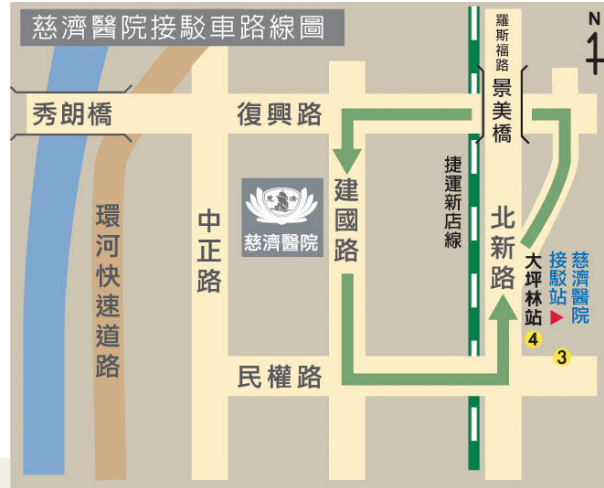 慈濟醫院接駁車路線圖
羅斯福路
N
秀朗橋
復興路
景美橋
環河快速道路
中正路
慈濟醫院
建國路
捷運新店線
北新路
大坪林站
4
慈濟醫院
接駁站
3
民權路